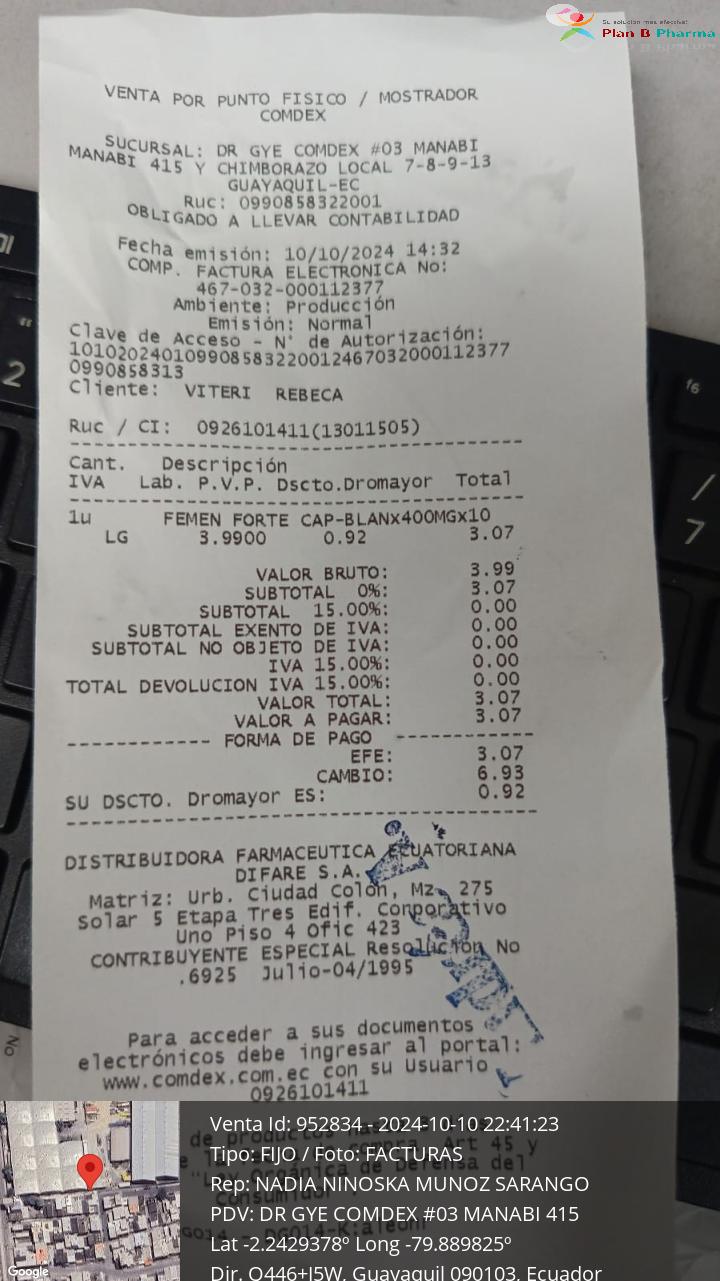 Su solución más efectiva!
Plan B Pharma
VENTA POR PUNTO FISICO / MOSTRADOR
COMDEX
SUCURSAL: DR GYE COMDEX #03 MANABI
MANABI 415 Y CHIMBORAZO LOCAL 7-8-9-13
GUAYAQUIL-EC
Ruc: 0990858322001
OBLIGADO A LLEVAR CONTABILIDAD
Fecha emisión: 10/10/2024 14:32
COMP. FACTURA ELECTRONICA No:
467-032-000112377
Ambiente: Producción
Emisión: Normal
Clave de Acceso - N° de Autorización:
101020240109908583220012467032000112377
0990858313
Cliente: VITERI REBECA
Ruc / CI: 0926101411(13011505)
Cant. Descripción
IVA Lab. P.V.P. Dscto.Dromayor Total
1u FEMEN FORTE CAP-BLANx400MGx10
LG 3.9900 0.92 3.07
VALOR BRUTO: 3.99
SUBTOTAL 0%: 3.07
SUBTOTAL 15.00%: 0.00
SUBTOTAL EXENTO DE IVA: 0.00
SUBTOTAL NO OBJETO DE IVA: 0.00
IVA 15.00%: 0.00
TOTAL DEVOLUCION IVA 15.00%: 0.00
VALOR TOTAL: 3.07
VALOR A PAGAR: 3.07
----------- FORMA DE PAGO -----------
EFE: 3.07
CAMBIO: 6.93
SU DSCTO. Dromayor ES: 0.92
DISTRIBUIDORA FARMACEUTICA ECUATORIANA
DIFARE S.A.
Matriz: Urb. Ciudad Colón, Mz. 275
Solar 5 Etapa Tres Edif. Corporativo
Uno Piso 4 Ofic 423
CONTRIBUYENTE ESPECIAL Resolución No
.6925 Julio-04/1995
Para acceder a sus documentos
electrónicos debe ingresar al portal:
www.comdex.com.ec con su Usuario
0926101411
Venta Id: 952834 - 2024-10-10 22:41:23
Tipo: FIJO / Foto: FACTURAS
Rep: NADIA NINOSKA MUNOZ SARANGO
PDV: DR GYE COMDEX #03 MANABI 415
Lat -2.2429378º Long -79.889825º
Dir. Q446+J5W, Guayaquil 090103, Ecuador
Google